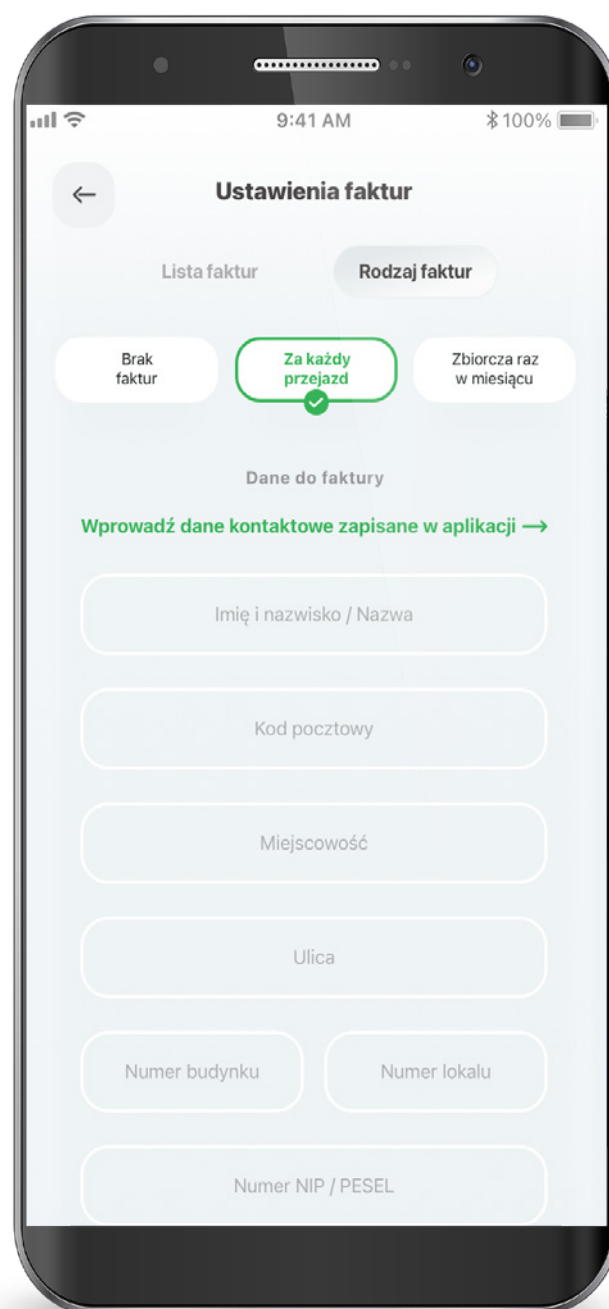 9:41 AM
100%
Ustawienia faktur
Lista faktur
Rodzaj faktur
Brak
faktur
Za każdy
przejazd
Zbiorcza raz
w miesiącu
Dane do faktury
Wprowadź dane kontaktowe zapisane w aplikacji →
Imię i nazwisko / Nazwa
Kod pocztowy
Miejscowość
Ulica
Numer budynku
Numer lokalu
Numer NIP / PESEL